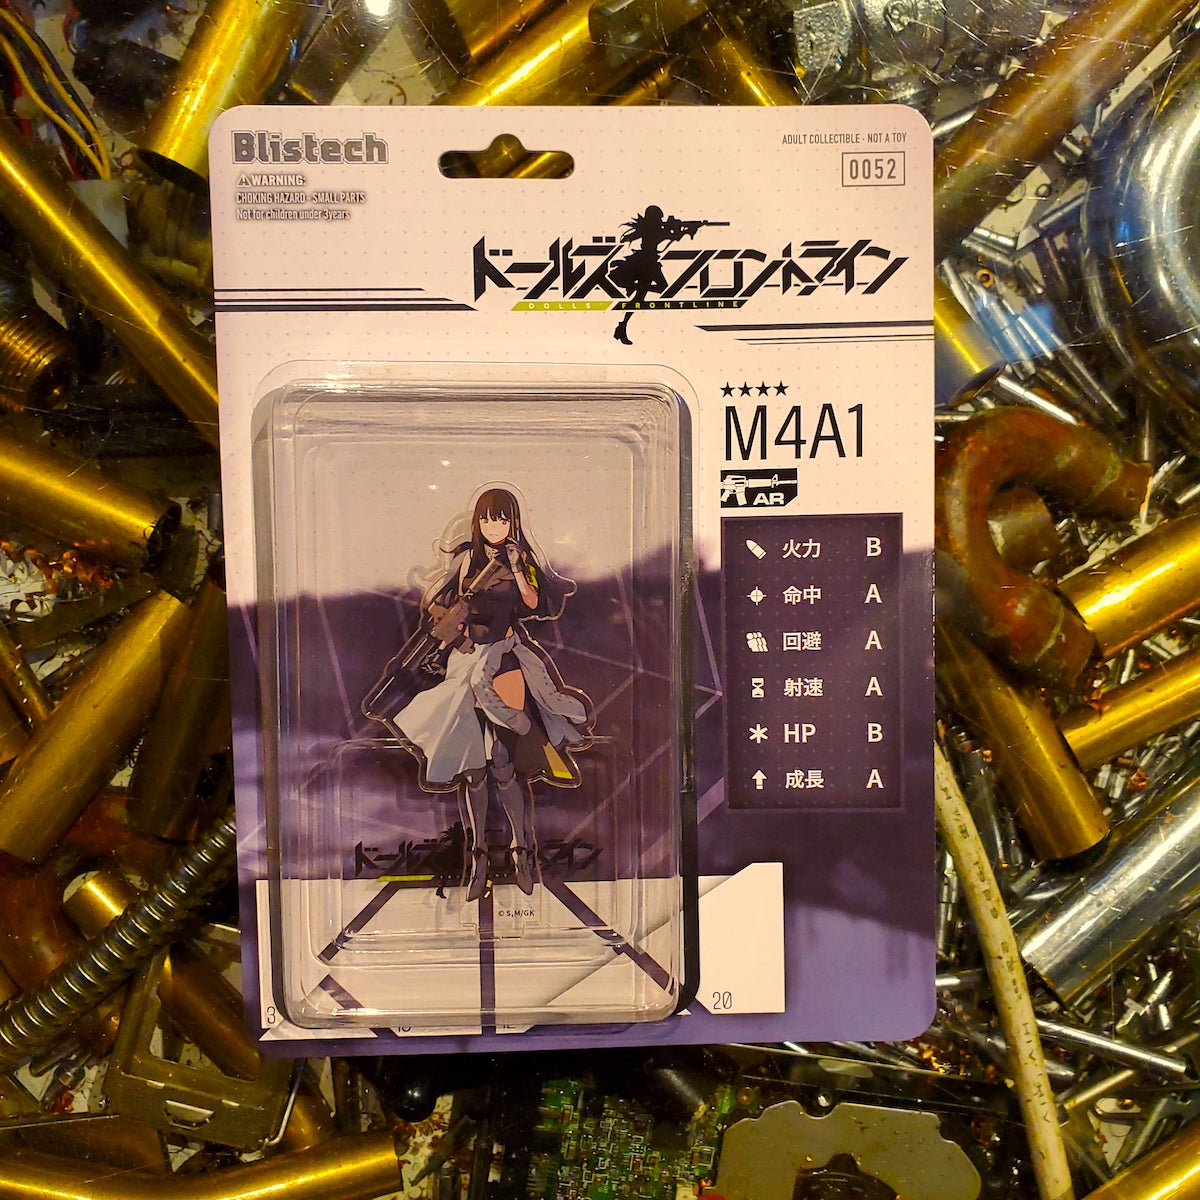 Blistech
⚠WARNING:
CHOKING HAZARD - SMALL PARTS
Not for children under 3years
ADULT COLLECTIBLE - NOT A TOY
0052
ドールズフロントライン
DOLLS FRONTLINE
★★★★
M4A1
AR
火力 B
命中 A
回避 A
射速 A
HP B
成長 A
ドールズフロントライン
© S,M/GK
3
20